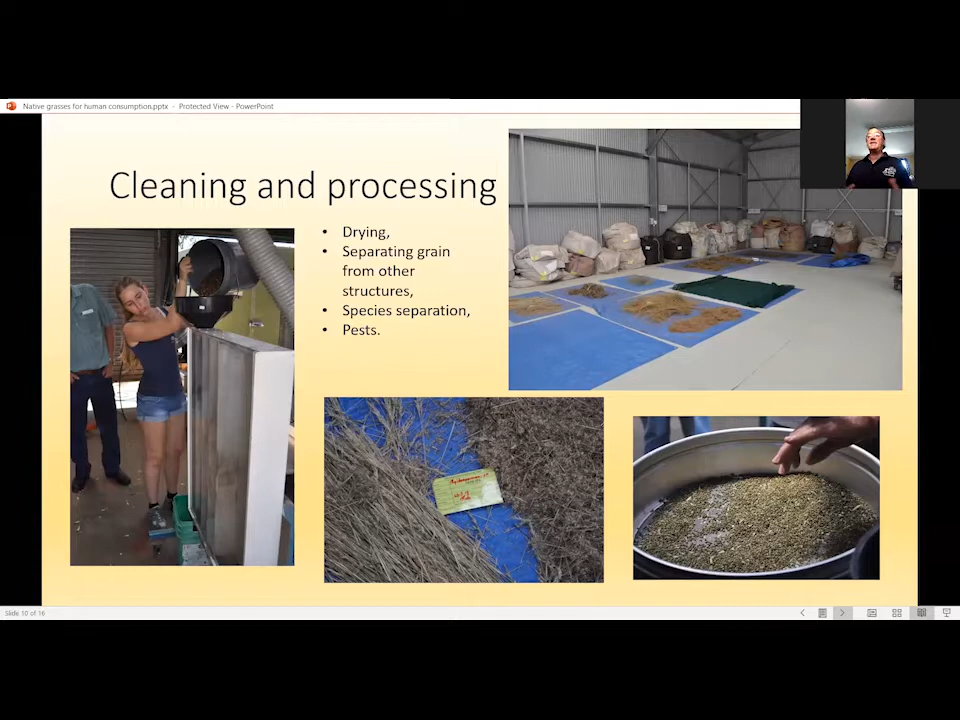 Native grasses for human consumption.pptx - Protected View - PowerPoint
Cleaning and processing
• Drying,
• Separating grain
from other
structures,
• Species separation,
• Pests.
Slide 10 of 16